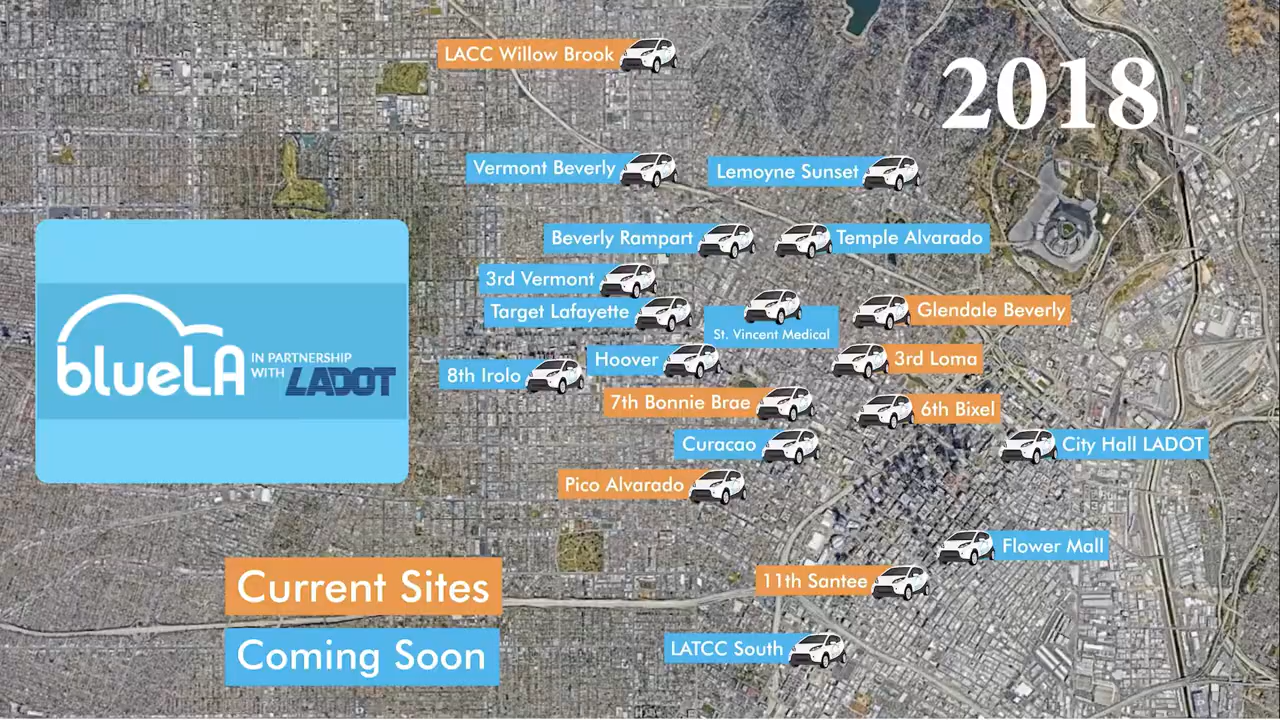 LACC Willow Brook
2018
Vermont Beverly
Lemoyne Sunset
Beverly Rampart
Temple Alvarado
3rd Vermont
Target Lafayette
St. Vincent Medical
Glendale Beverly
blueLA
IN PARTNERSHIP
WITH LADOT
Hoover
3rd Loma
8th Irolo
7th Bonnie Brae
6th Bixel
Curacao
City Hall LADOT
Pico Alvarado
Flower Mall
11th Santee
Current Sites
Coming Soon
LATCC South